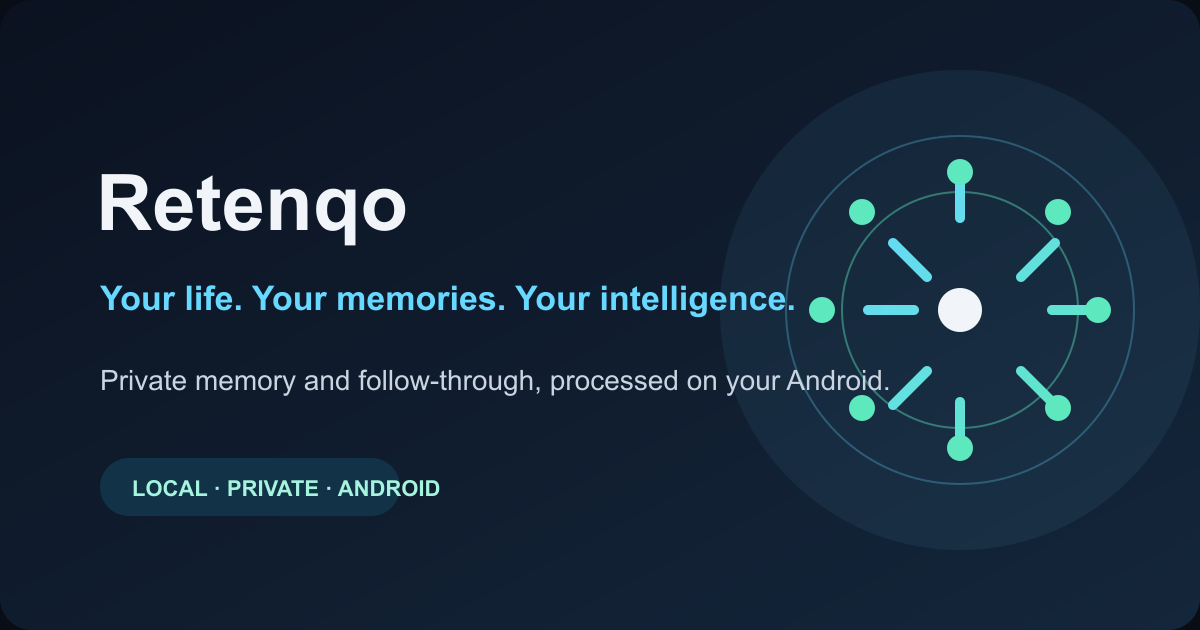 Retenqo
Your life. Your memories. Your intelligence.
Private memory and follow-through, processed on your Android.
LOCAL · PRIVATE · ANDROID